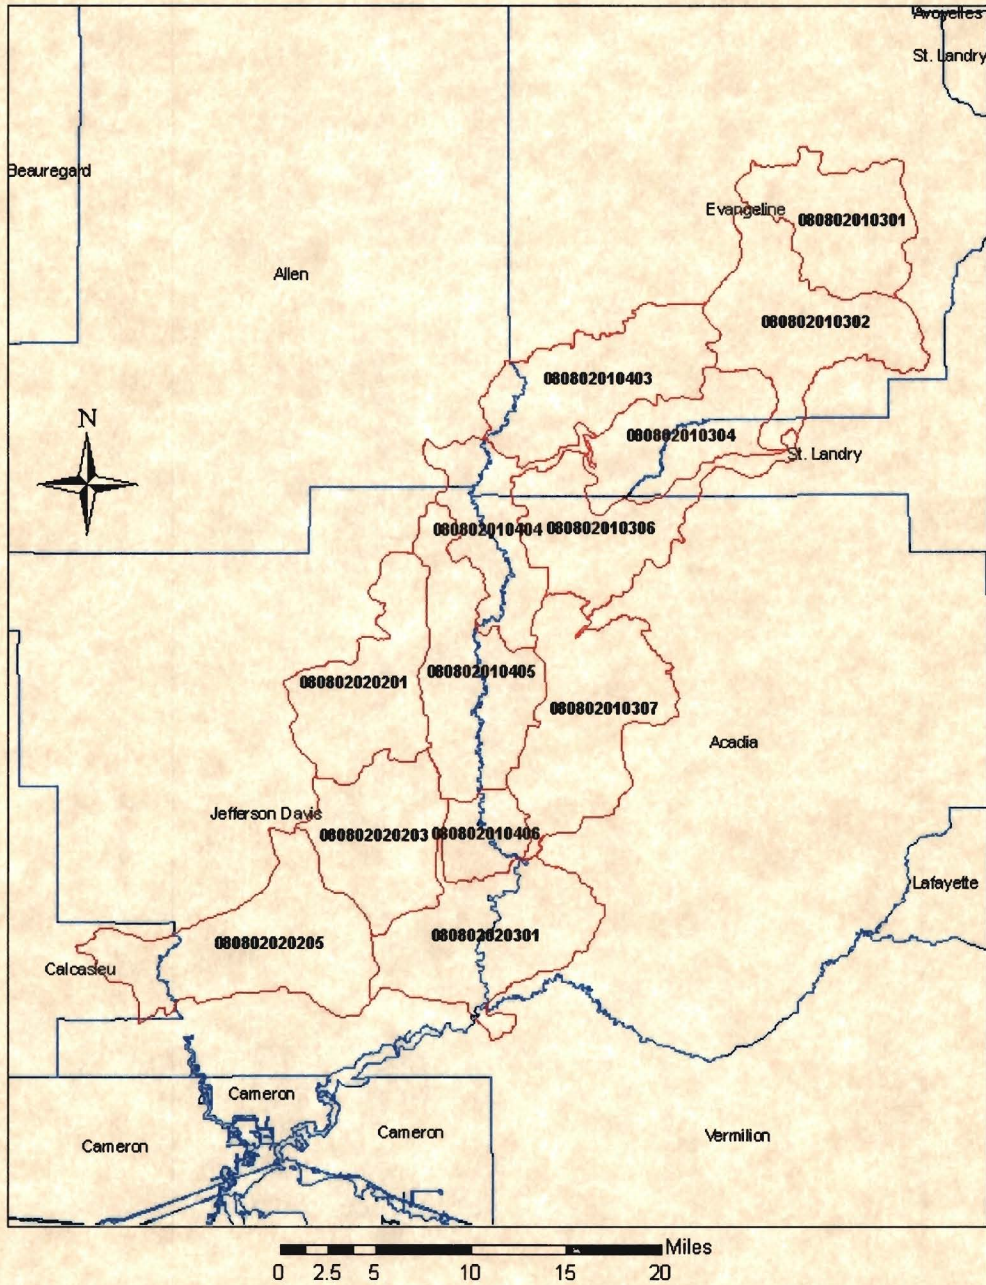 Avoyelles
St. Landry
Beauregard
Evangeline
080802010301
Allen
080802010302
080802010403
N
080802010304
St. Landry
080802010404
080802010306
080802010405
080802020201
080802010307
Acadia
Jefferson Davis
080802020203
080802010406
Lafayette
080802020205
080802020301
Calcasieu
Cameron
Cameron
Cameron
Vermilion
Miles
0 2.5 5 10 15 20